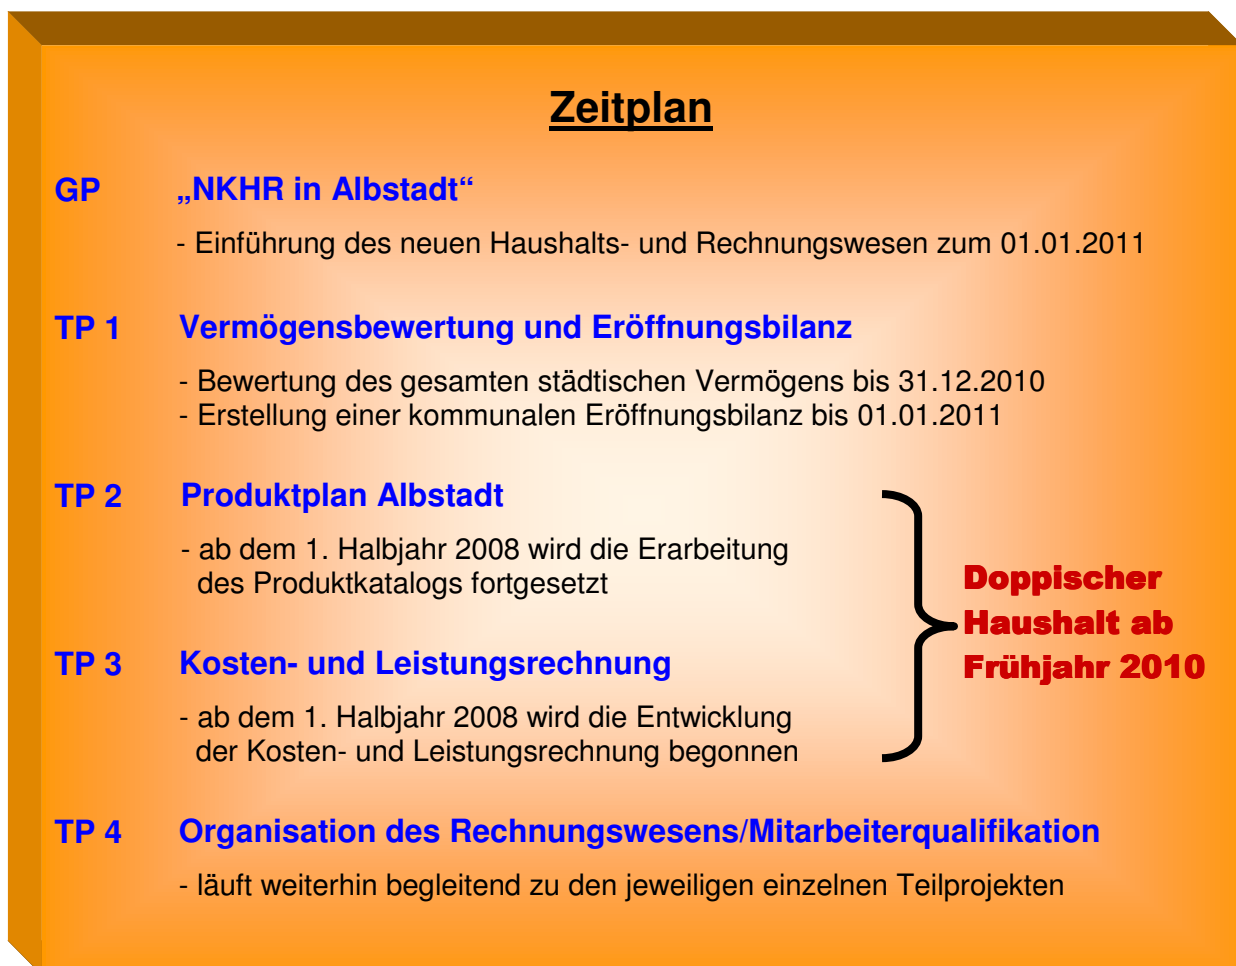 Zeitplan
GP „NKHR in Albstadt“
- Einführung des neuen Haushalts- und Rechnungswesen zum 01.01.2011
TP 1 Vermögensbewertung und Eröffnungsbilanz
- Bewertung des gesamten städtischen Vermögens bis 31.12.2010
- Erstellung einer kommunalen Eröffnungsbilanz bis 01.01.2011
TP 2 Produktplan Albstadt
- ab dem 1. Halbjahr 2008 wird die Erarbeitung
des Produktkatalogs fortgesetzt
TP 3 Kosten- und Leistungsrechnung
- ab dem 1. Halbjahr 2008 wird die Entwicklung
der Kosten- und Leistungsrechnung begonnen
Doppischer
Haushalt ab
Frühjahr 2010
TP 4 Organisation des Rechnungswesens/Mitarbeiterqualifikation
- läuft weiterhin begleitend zu den jeweiligen einzelnen Teilprojekten